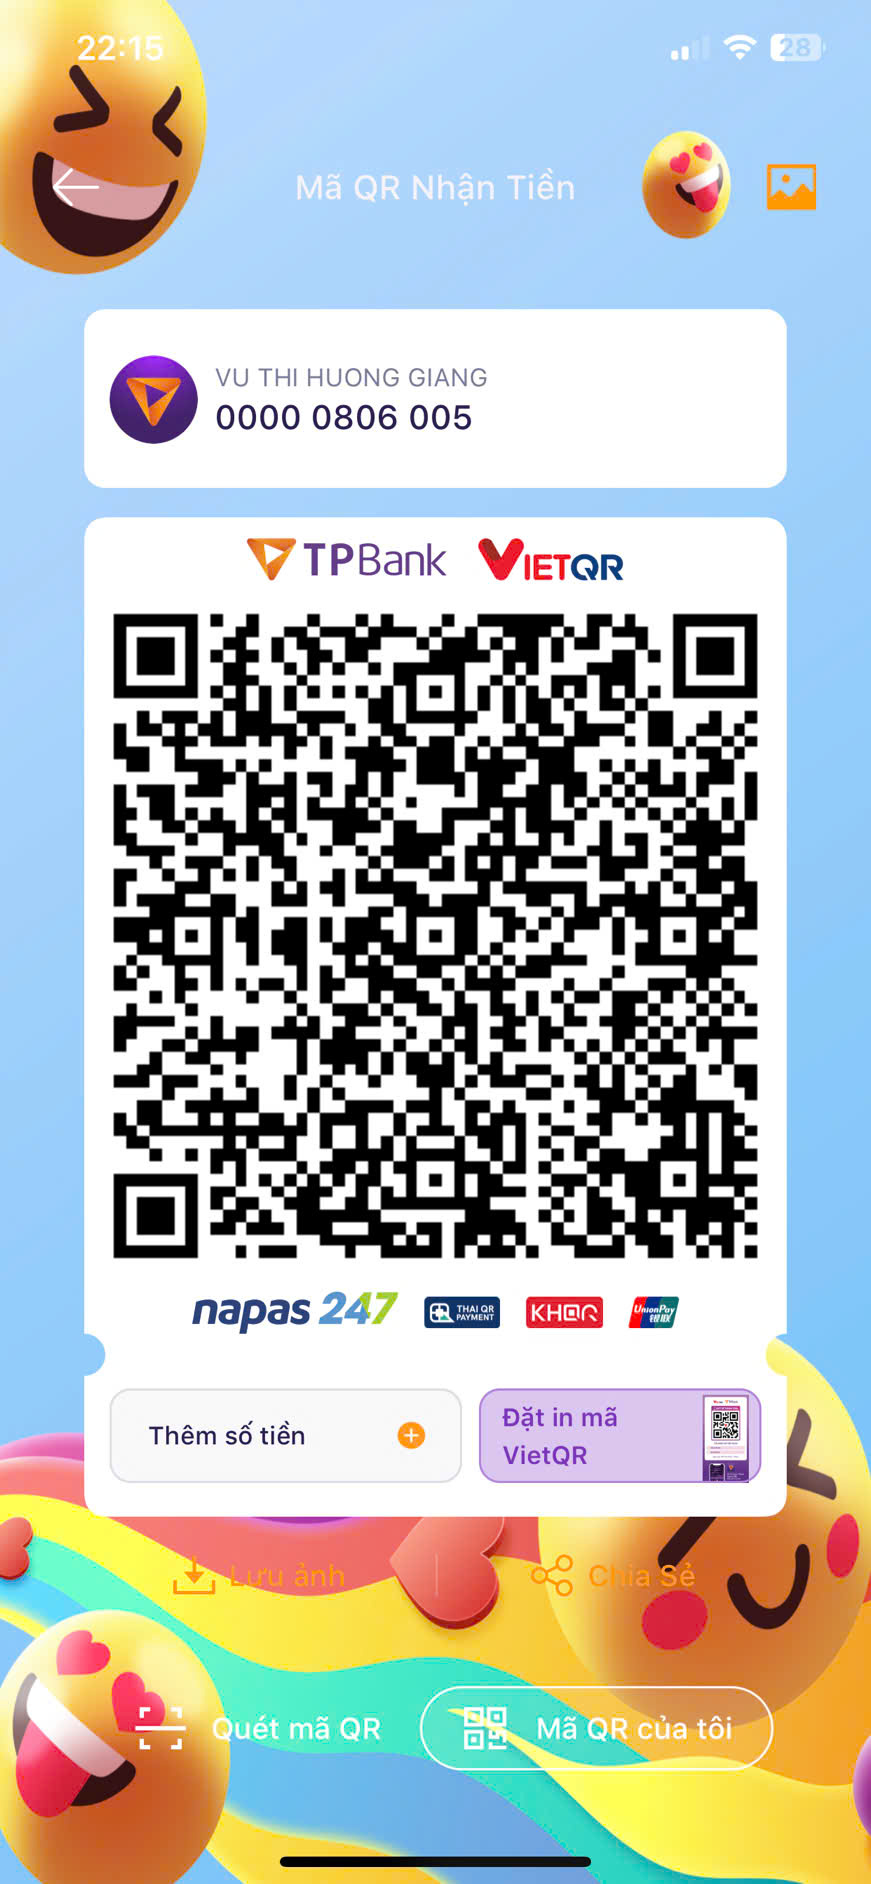 22:15
28
Mã QR Nhận Tiền
VU THI HUONG GIANG
0000 0806 005
TPBank VIETQR
napas 247 THAI QR PAYMENT KHQR UnionPay 银联
Thêm số tiền
Đặt in mã
VietQR
Lưu ảnh Chia Sẻ
Quét mã QR Mã QR của tôi